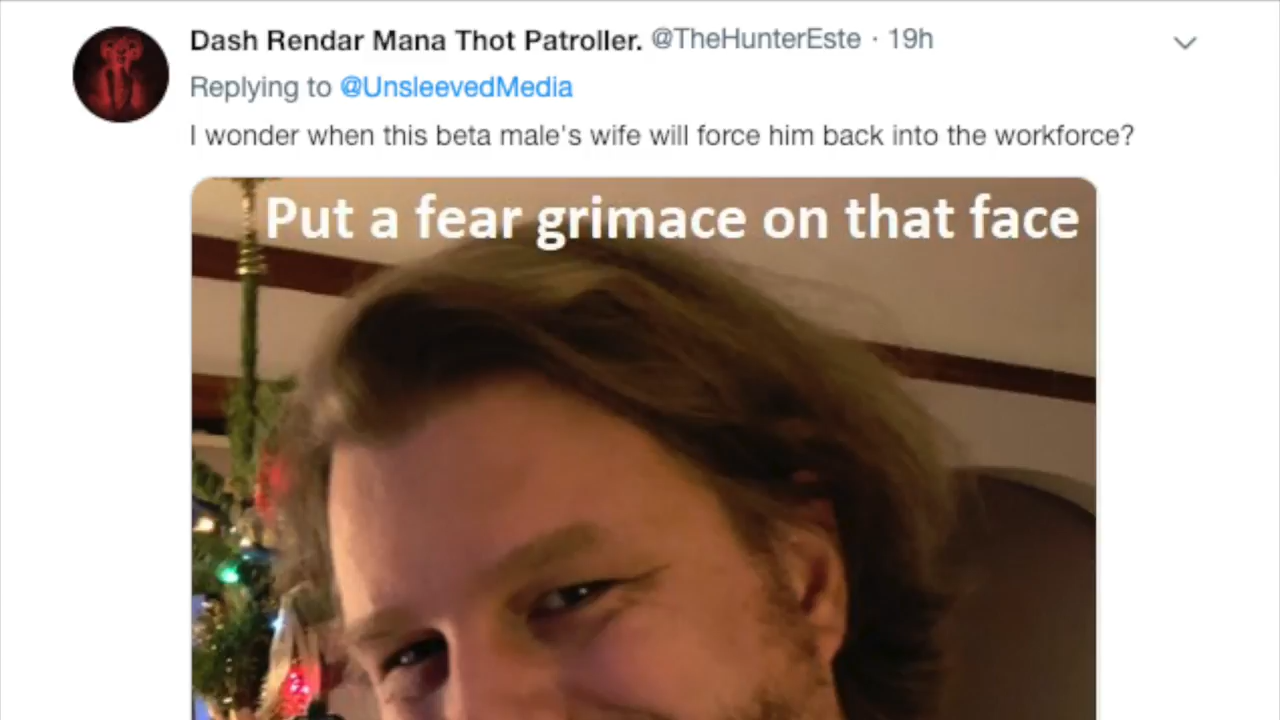 Dash Rendar Mana Thot Patroller. @TheHunterEste · 19h
Replying to @UnsleevedMedia
I wonder when this beta male's wife will force him back into the workforce?
Put a fear grimace on that face